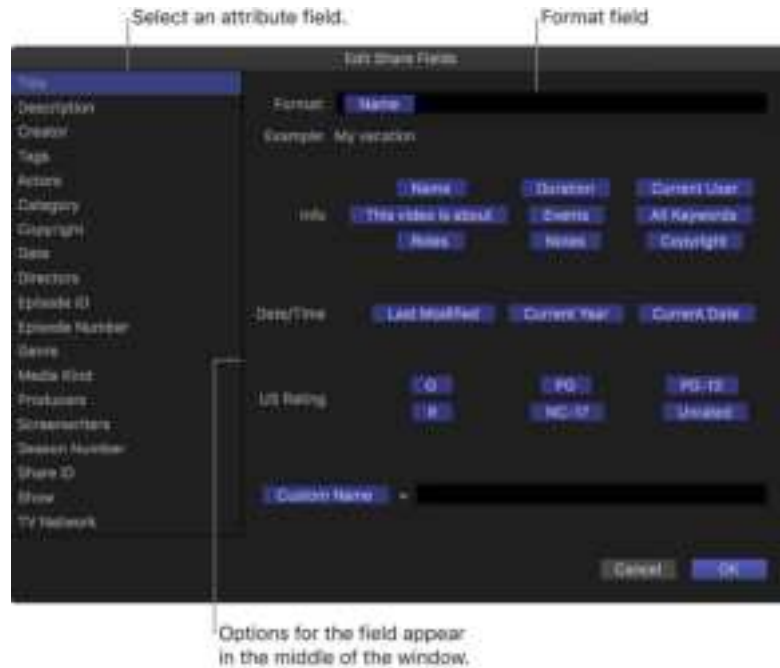 Select an attribute field.
Format field
Edit Share Fields
Title
Description
Creator
Tags
Actors
Category
Copyright
Date
Directors
Episode ID
Episode Number
Genre
Media Kind
Producers
Screenwriters
Season Number
Share ID
Show
TV Network
Format: Name
Example: My vacation
Info
Name Duration Current User
This video is about Events All Keywords
Roles Notes Copyright
Date/Time Last Modified Current Year Current Date
US Rating
G PG PG-13
R NC-17 Unrated
Custom Name =
Cancel OK
Options for the field appear
in the middle of the window.